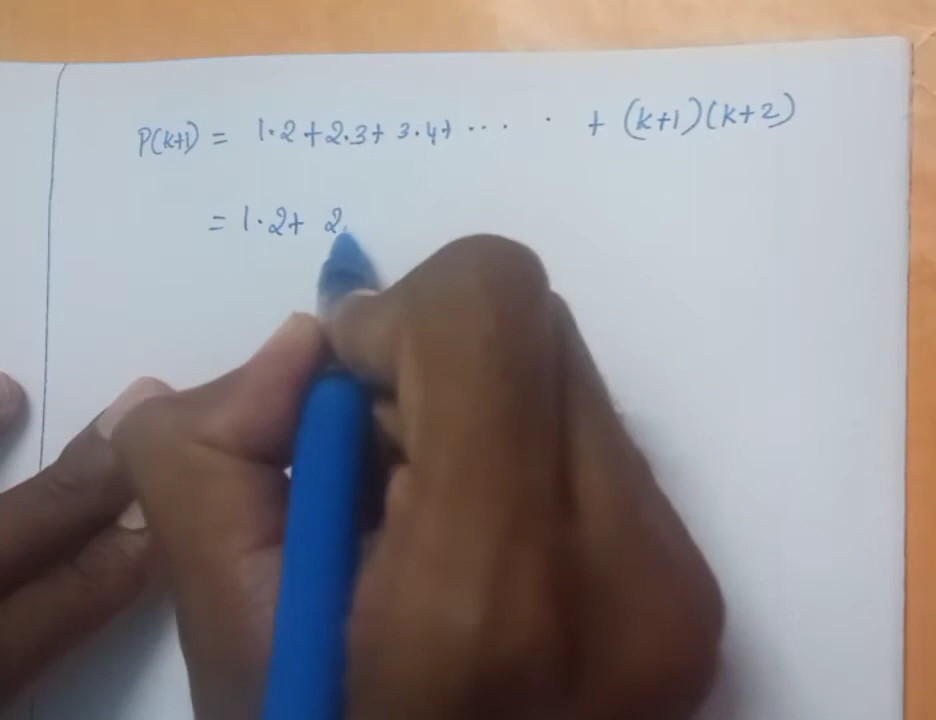 P(k+1) = 1.2 + 2.3 + 3.4 + ... . + (k+1)(k+2)
= 1.2 + 2.